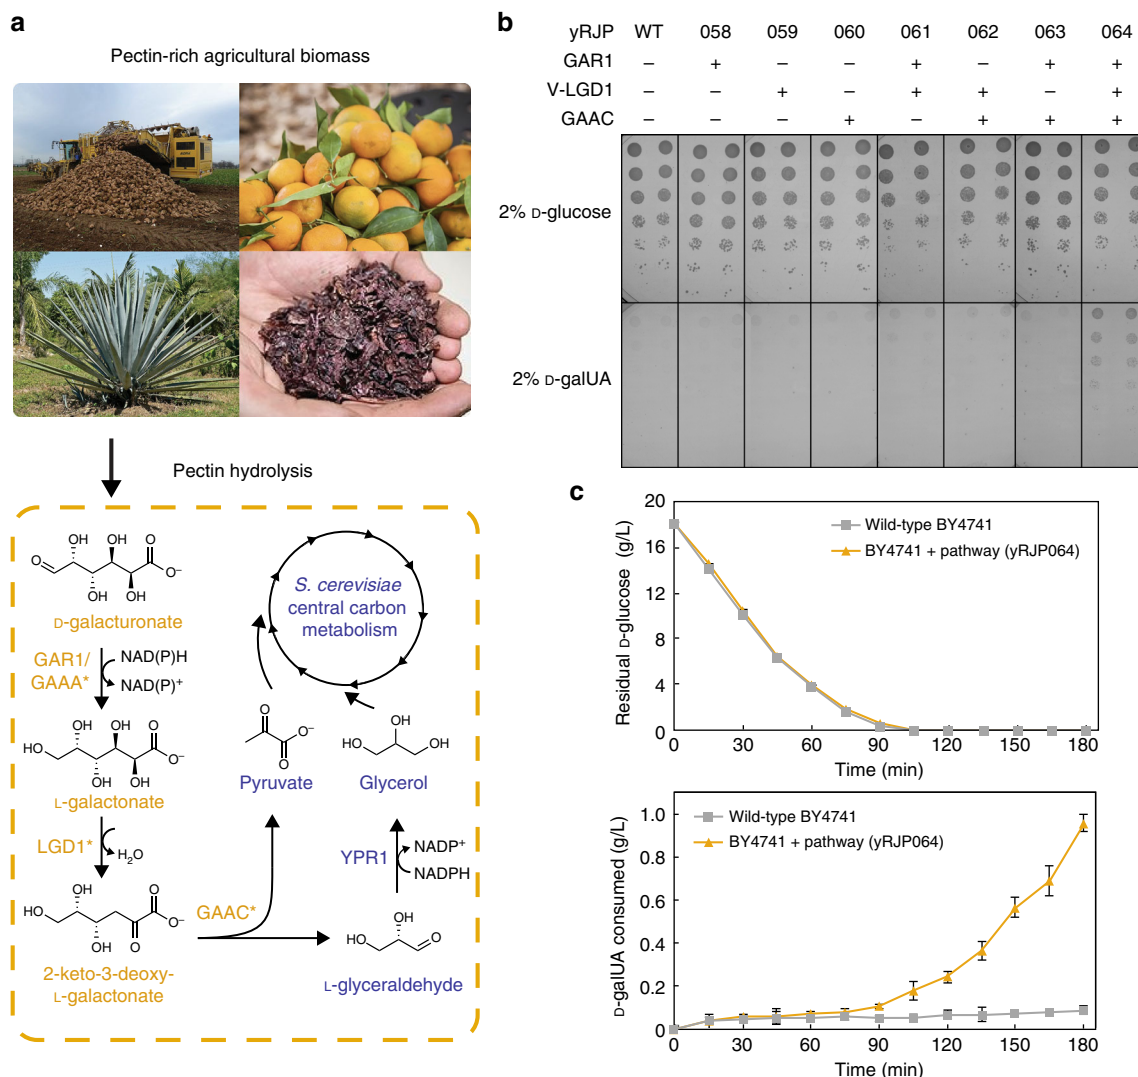 a
Pectin-rich agricultural biomass
Pectin hydrolysis
O
OH
OH
O
O−
OH
OH
D-galacturonate
GAR1/
GAAA*
NAD(P)H
NAD(P)+
OH
OH
O
HO
O−
OH
OH
L-galactonate
LGD1*
H2O
OH
O
HO
O−
OH
O
2-keto-3-deoxy-
L-galactonate
GAAC*
S. cerevisiae
central carbon
metabolism
O
O−
O
Pyruvate
OH
HO
OH
Glycerol
YPR1
NADP+
NADPH
OH
HO
O
L-glyceraldehyde
b
yRJP WT 058 059 060 061 062 063 064
GAR1 – + – – + – + +
V-LGD1 – – + – + + – +
GAAC – – – + – + + +
2% D-glucose
2% D-galUA
c
Residual D-glucose (g/L)
20
16
12
8
4
0
Wild-type BY4741
BY4741 + pathway (yRJP064)
0 30 60 90 120 150 180
Time (min)
D-galUA consumed (g/L)
1.0
0.8
0.6
0.4
0.2
0
Wild-type BY4741
BY4741 + pathway (yRJP064)
0 30 60 90 120 150 180
Time (min)